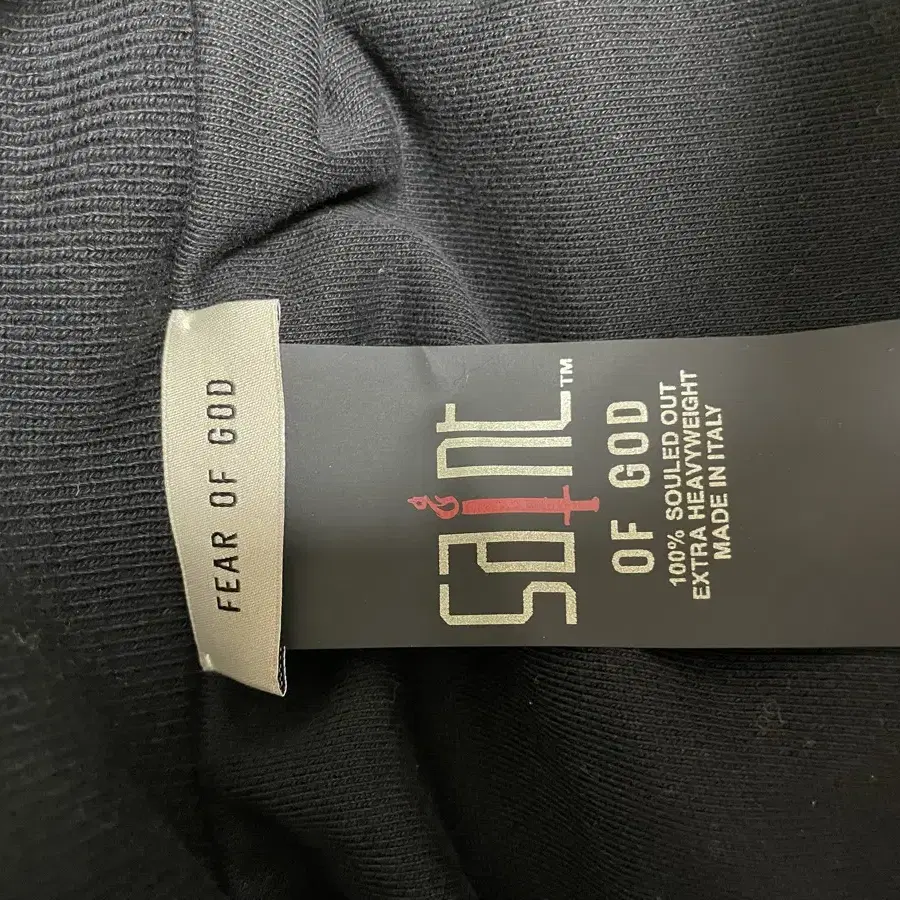 FEAR OF GOD
SaINt™
OF GOD
100% SOULED OUT
EXTRA HEAVYWEIGHT
MADE IN ITALY